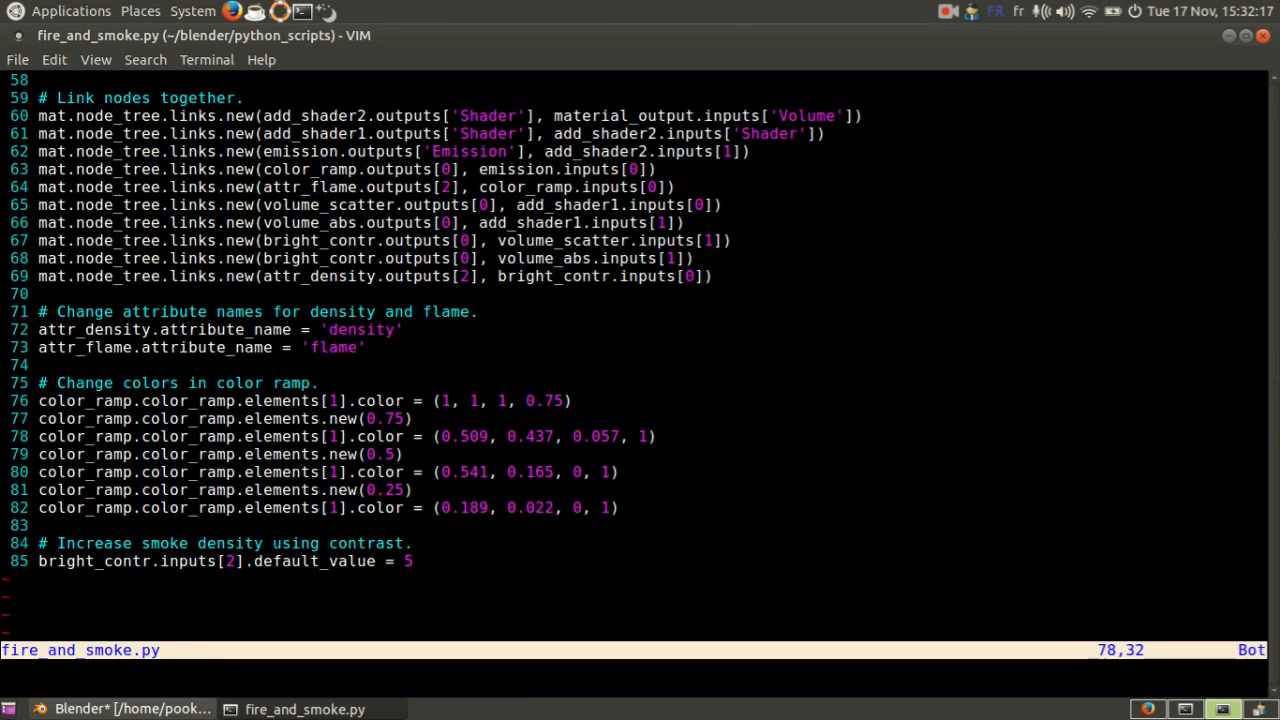 Applications Places System FR fr Tue 17 Nov, 15:32:17
fire_and_smoke.py (~/blender/python_scripts) - VIM
File Edit View Search Terminal Help
58
59 # Link nodes together.
60 mat.node_tree.links.new(add_shader2.outputs['Shader'], material_output.inputs['Volume'])
61 mat.node_tree.links.new(add_shader1.outputs['Shader'], add_shader2.inputs['Shader'])
62 mat.node_tree.links.new(emission.outputs['Emission'], add_shader2.inputs[1])
63 mat.node_tree.links.new(color_ramp.outputs[0], emission.inputs[0])
64 mat.node_tree.links.new(attr_flame.outputs[2], color_ramp.inputs[0])
65 mat.node_tree.links.new(volume_scatter.outputs[0], add_shader1.inputs[0])
66 mat.node_tree.links.new(volume_abs.outputs[0], add_shader1.inputs[1])
67 mat.node_tree.links.new(bright_contr.outputs[0], volume_scatter.inputs[1])
68 mat.node_tree.links.new(bright_contr.outputs[0], volume_abs.inputs[1])
69 mat.node_tree.links.new(attr_density.outputs[2], bright_contr.inputs[0])
70
71 # Change attribute names for density and flame.
72 attr_density.attribute_name = 'density'
73 attr_flame.attribute_name = 'flame'
74
75 # Change colors in color ramp.
76 color_ramp.color_ramp.elements[1].color = (1, 1, 1, 0.75)
77 color_ramp.color_ramp.elements.new(0.75)
78 color_ramp.color_ramp.elements[1].color = (0.509, 0.437, 0.057, 1)
79 color_ramp.color_ramp.elements.new(0.5)
80 color_ramp.color_ramp.elements[1].color = (0.541, 0.165, 0, 1)
81 color_ramp.color_ramp.elements.new(0.25)
82 color_ramp.color_ramp.elements[1].color = (0.189, 0.022, 0, 1)
83
84 # Increase smoke density using contrast.
85 bright_contr.inputs[2].default_value = 5
~
~
~
~
fire_and_smoke.py 78,32 Bot
Blender* [/home/pook... fire_and_smoke.py